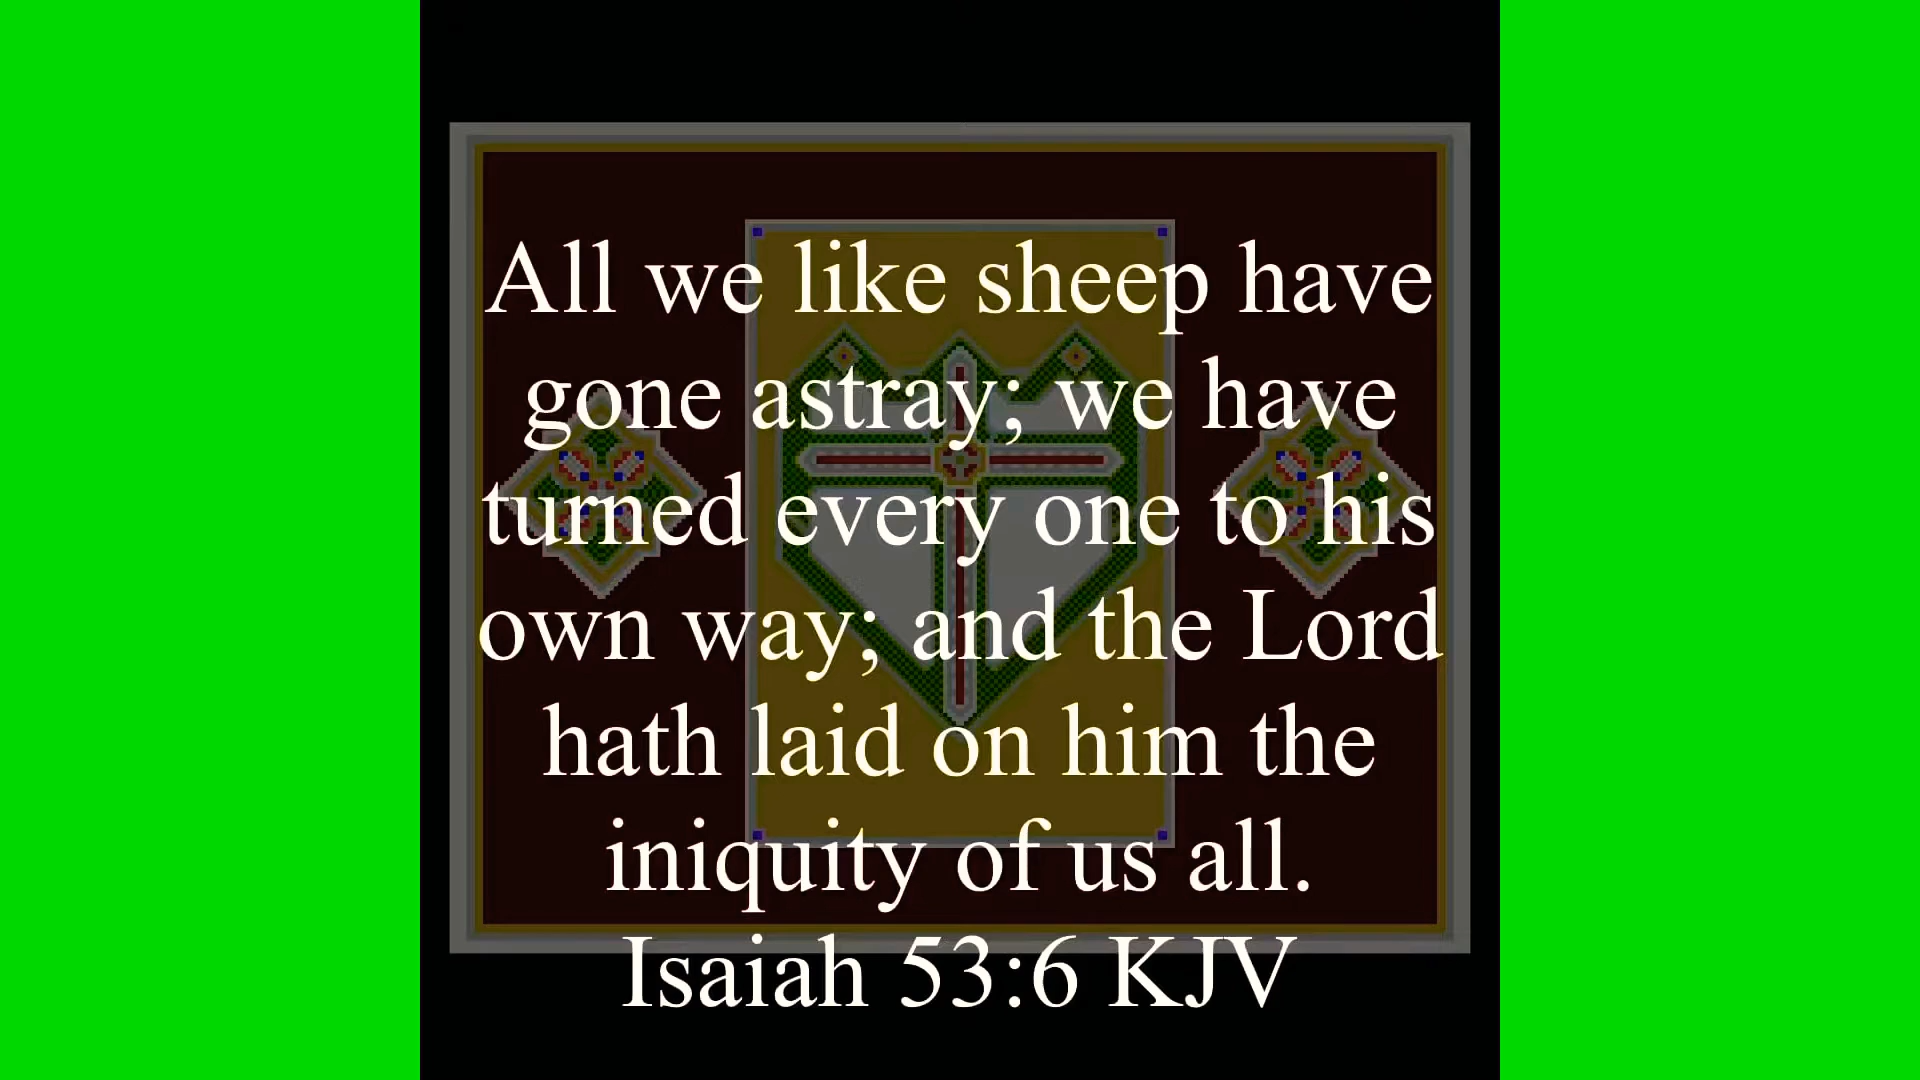 All we like sheep have
gone astray; we have
turned every one to his
own way; and the Lord
hath laid on him the
iniquity of us all.
Isaiah 53:6 KJV